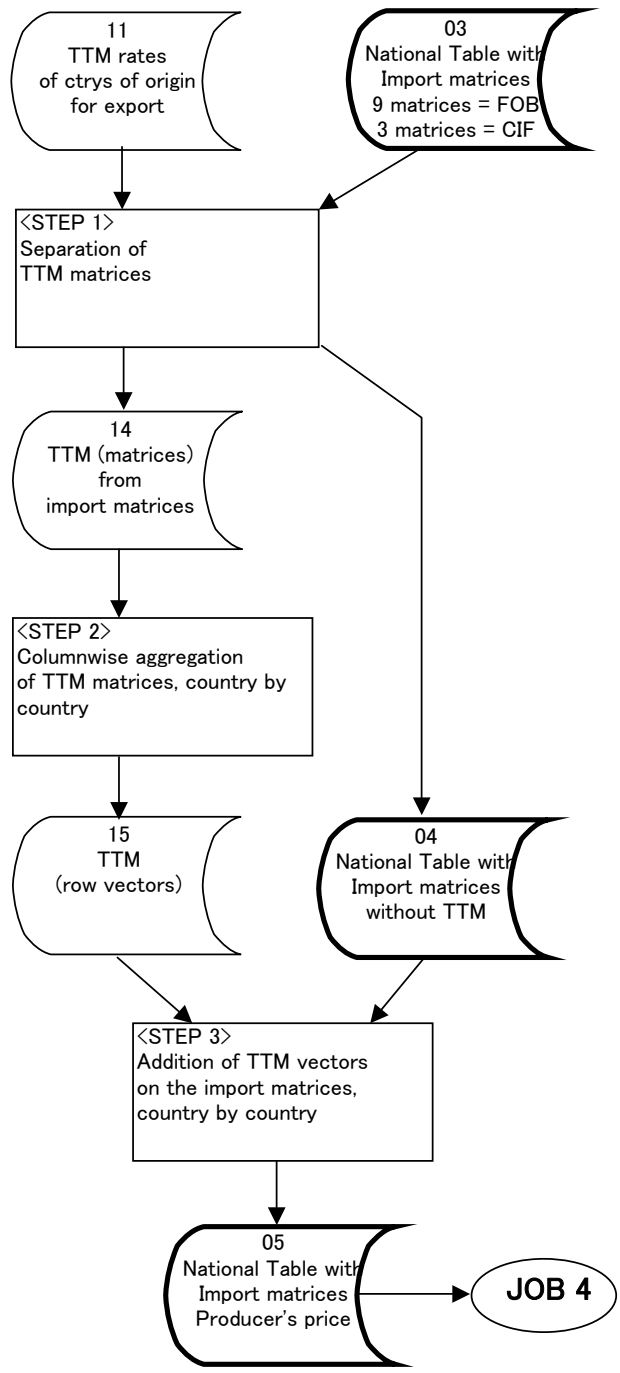 11
TTM rates
of ctrys of origin
for export
03
National Table with
Import matrices
9 matrices = FOB
3 matrices = CIF
<STEP 1>
Separation of
TTM matrices
14
TTM (matrices)
from
import matrices
<STEP 2>
Columnwise aggregation
of TTM matrices, country by
country
15
TTM
(row vectors)
04
National Table with
Import matrices
without TTM
<STEP 3>
Addition of TTM vectors
on the import matrices,
country by country
05
National Table with
Import matrices
Producer's price
JOB 4